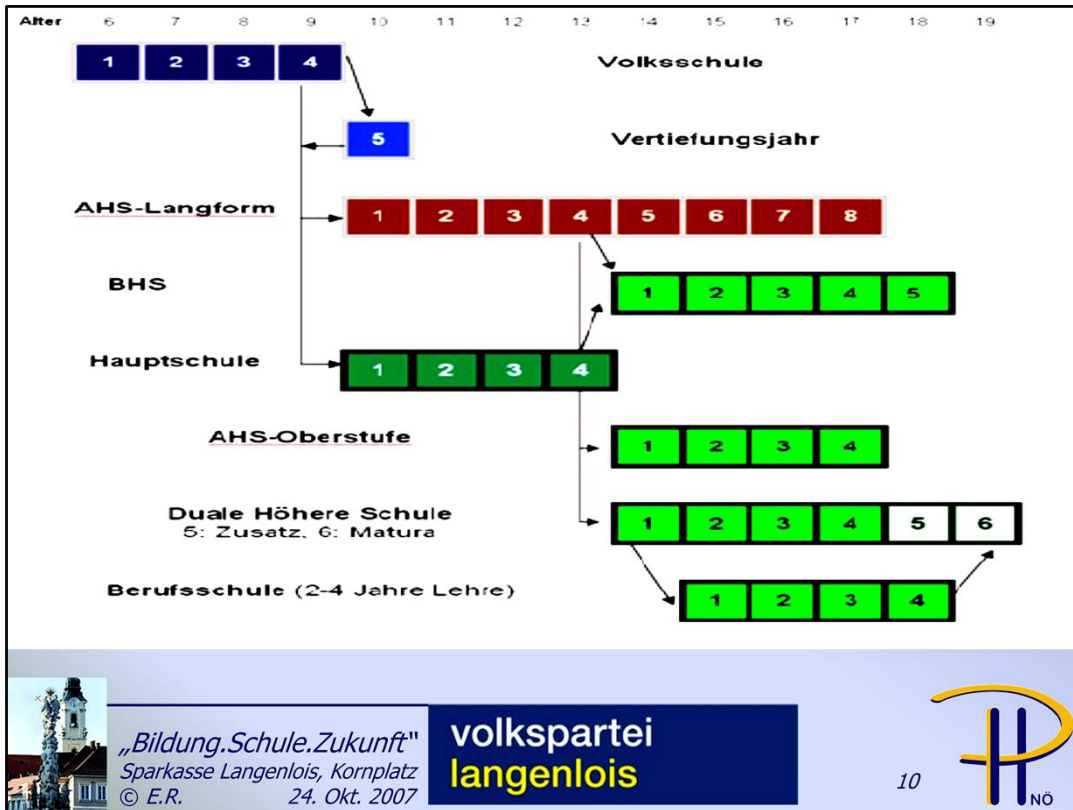 Alter 6 7 8 9 10 11 12 13 14 15 16 17 18 19
1 2 3 4 Volksschule
5 Vertiefungsjahr
AHS-Langform 1 2 3 4 5 6 7 8
BHS 1 2 3 4 5
Hauptschule 1 2 3 4
AHS-Oberstufe 1 2 3 4
Duale Höhere Schule 1 2 3 4 5 6
5: Zusatz, 6: Matura
Berufsschule (2-4 Jahre Lehre) 1 2 3 4
„Bildung.Schule.Zukunft"
Sparkasse Langenlois, Kornplatz
© E.R. 24. Okt. 2007
volkspartei
langenlois
10
PH NÖ